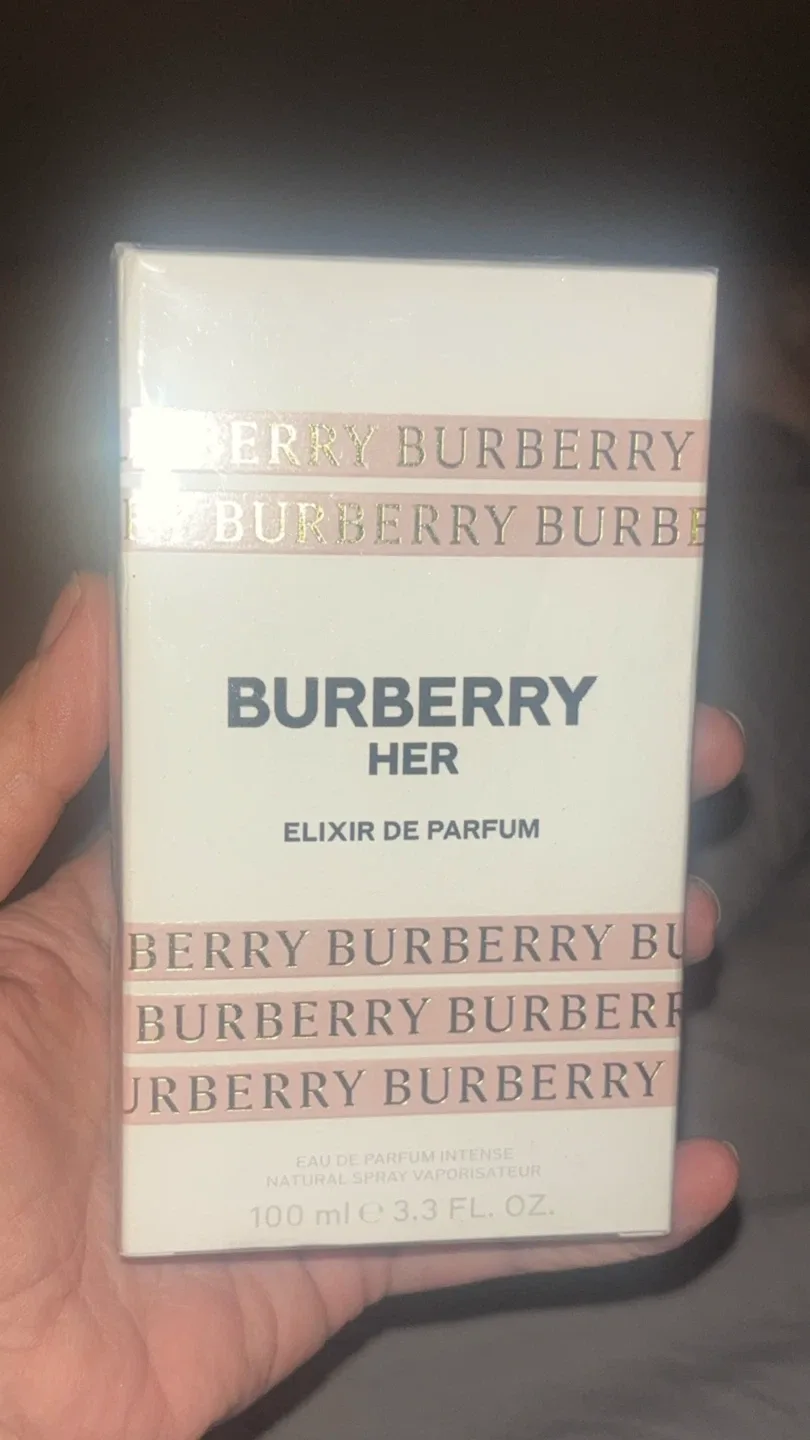 ERRY BURBERRY
BURBERRY BURBE
BURBERRY
HER
ELIXIR DE PARFUM
BERRY BURBERRY BU
BURBERRY BURBERR
URBERRY BURBERRY
EAU DE PARFUM INTENSE
NATURAL SPRAY VAPORISATEUR
100 ml ℮ 3.3 FL. OZ.